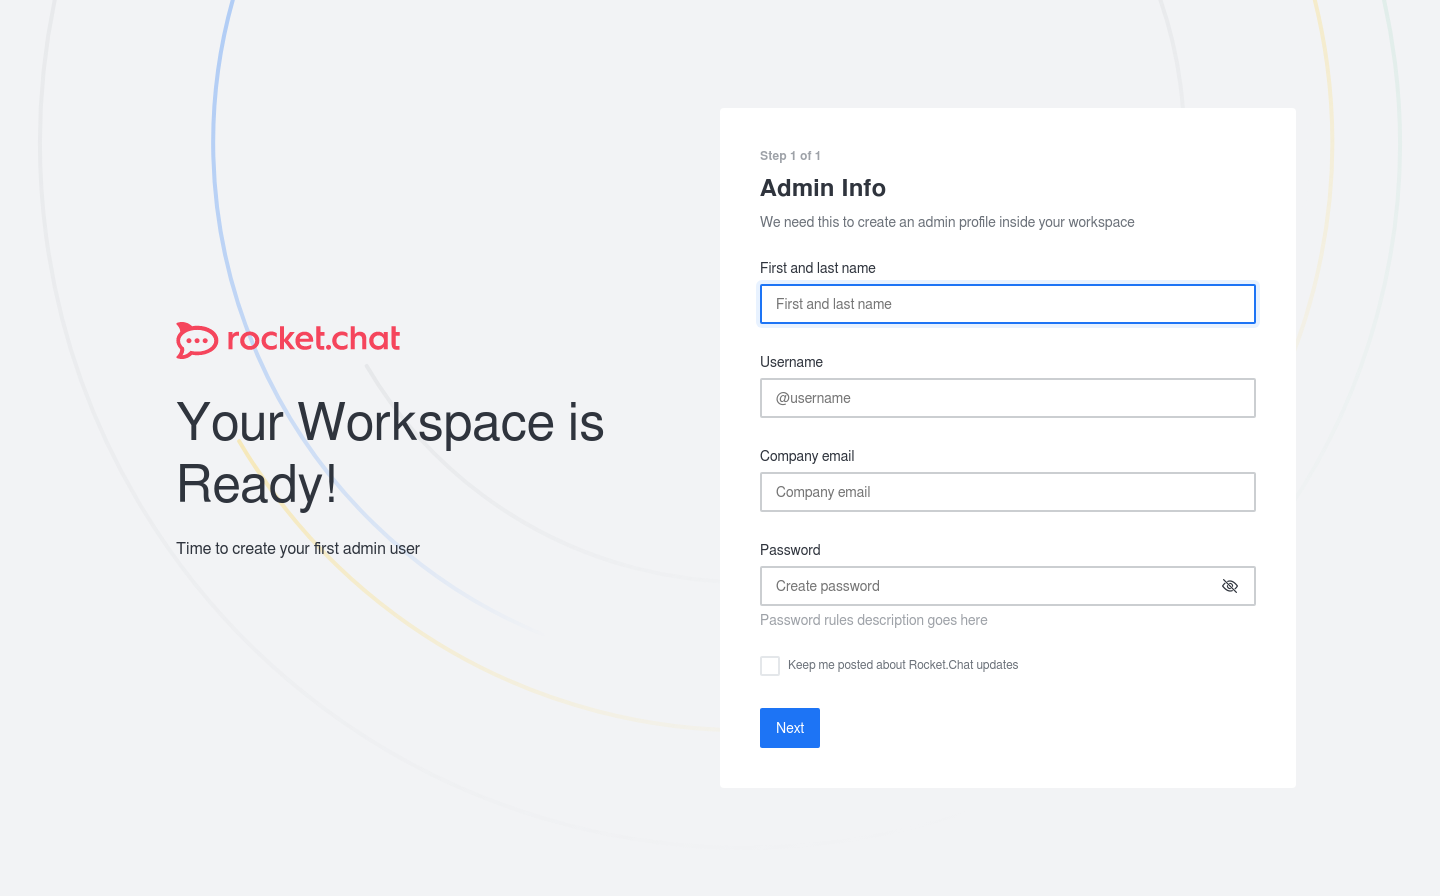 rocket.chat
Your Workspace is
Ready!
Time to create your first admin user
Step 1 of 1
Admin Info
We need this to create an admin profile inside your workspace
First and last name
First and last name
Username
@username
Company email
Company email
Password
Create password
Password rules description goes here
Keep me posted about Rocket.Chat updates
Next